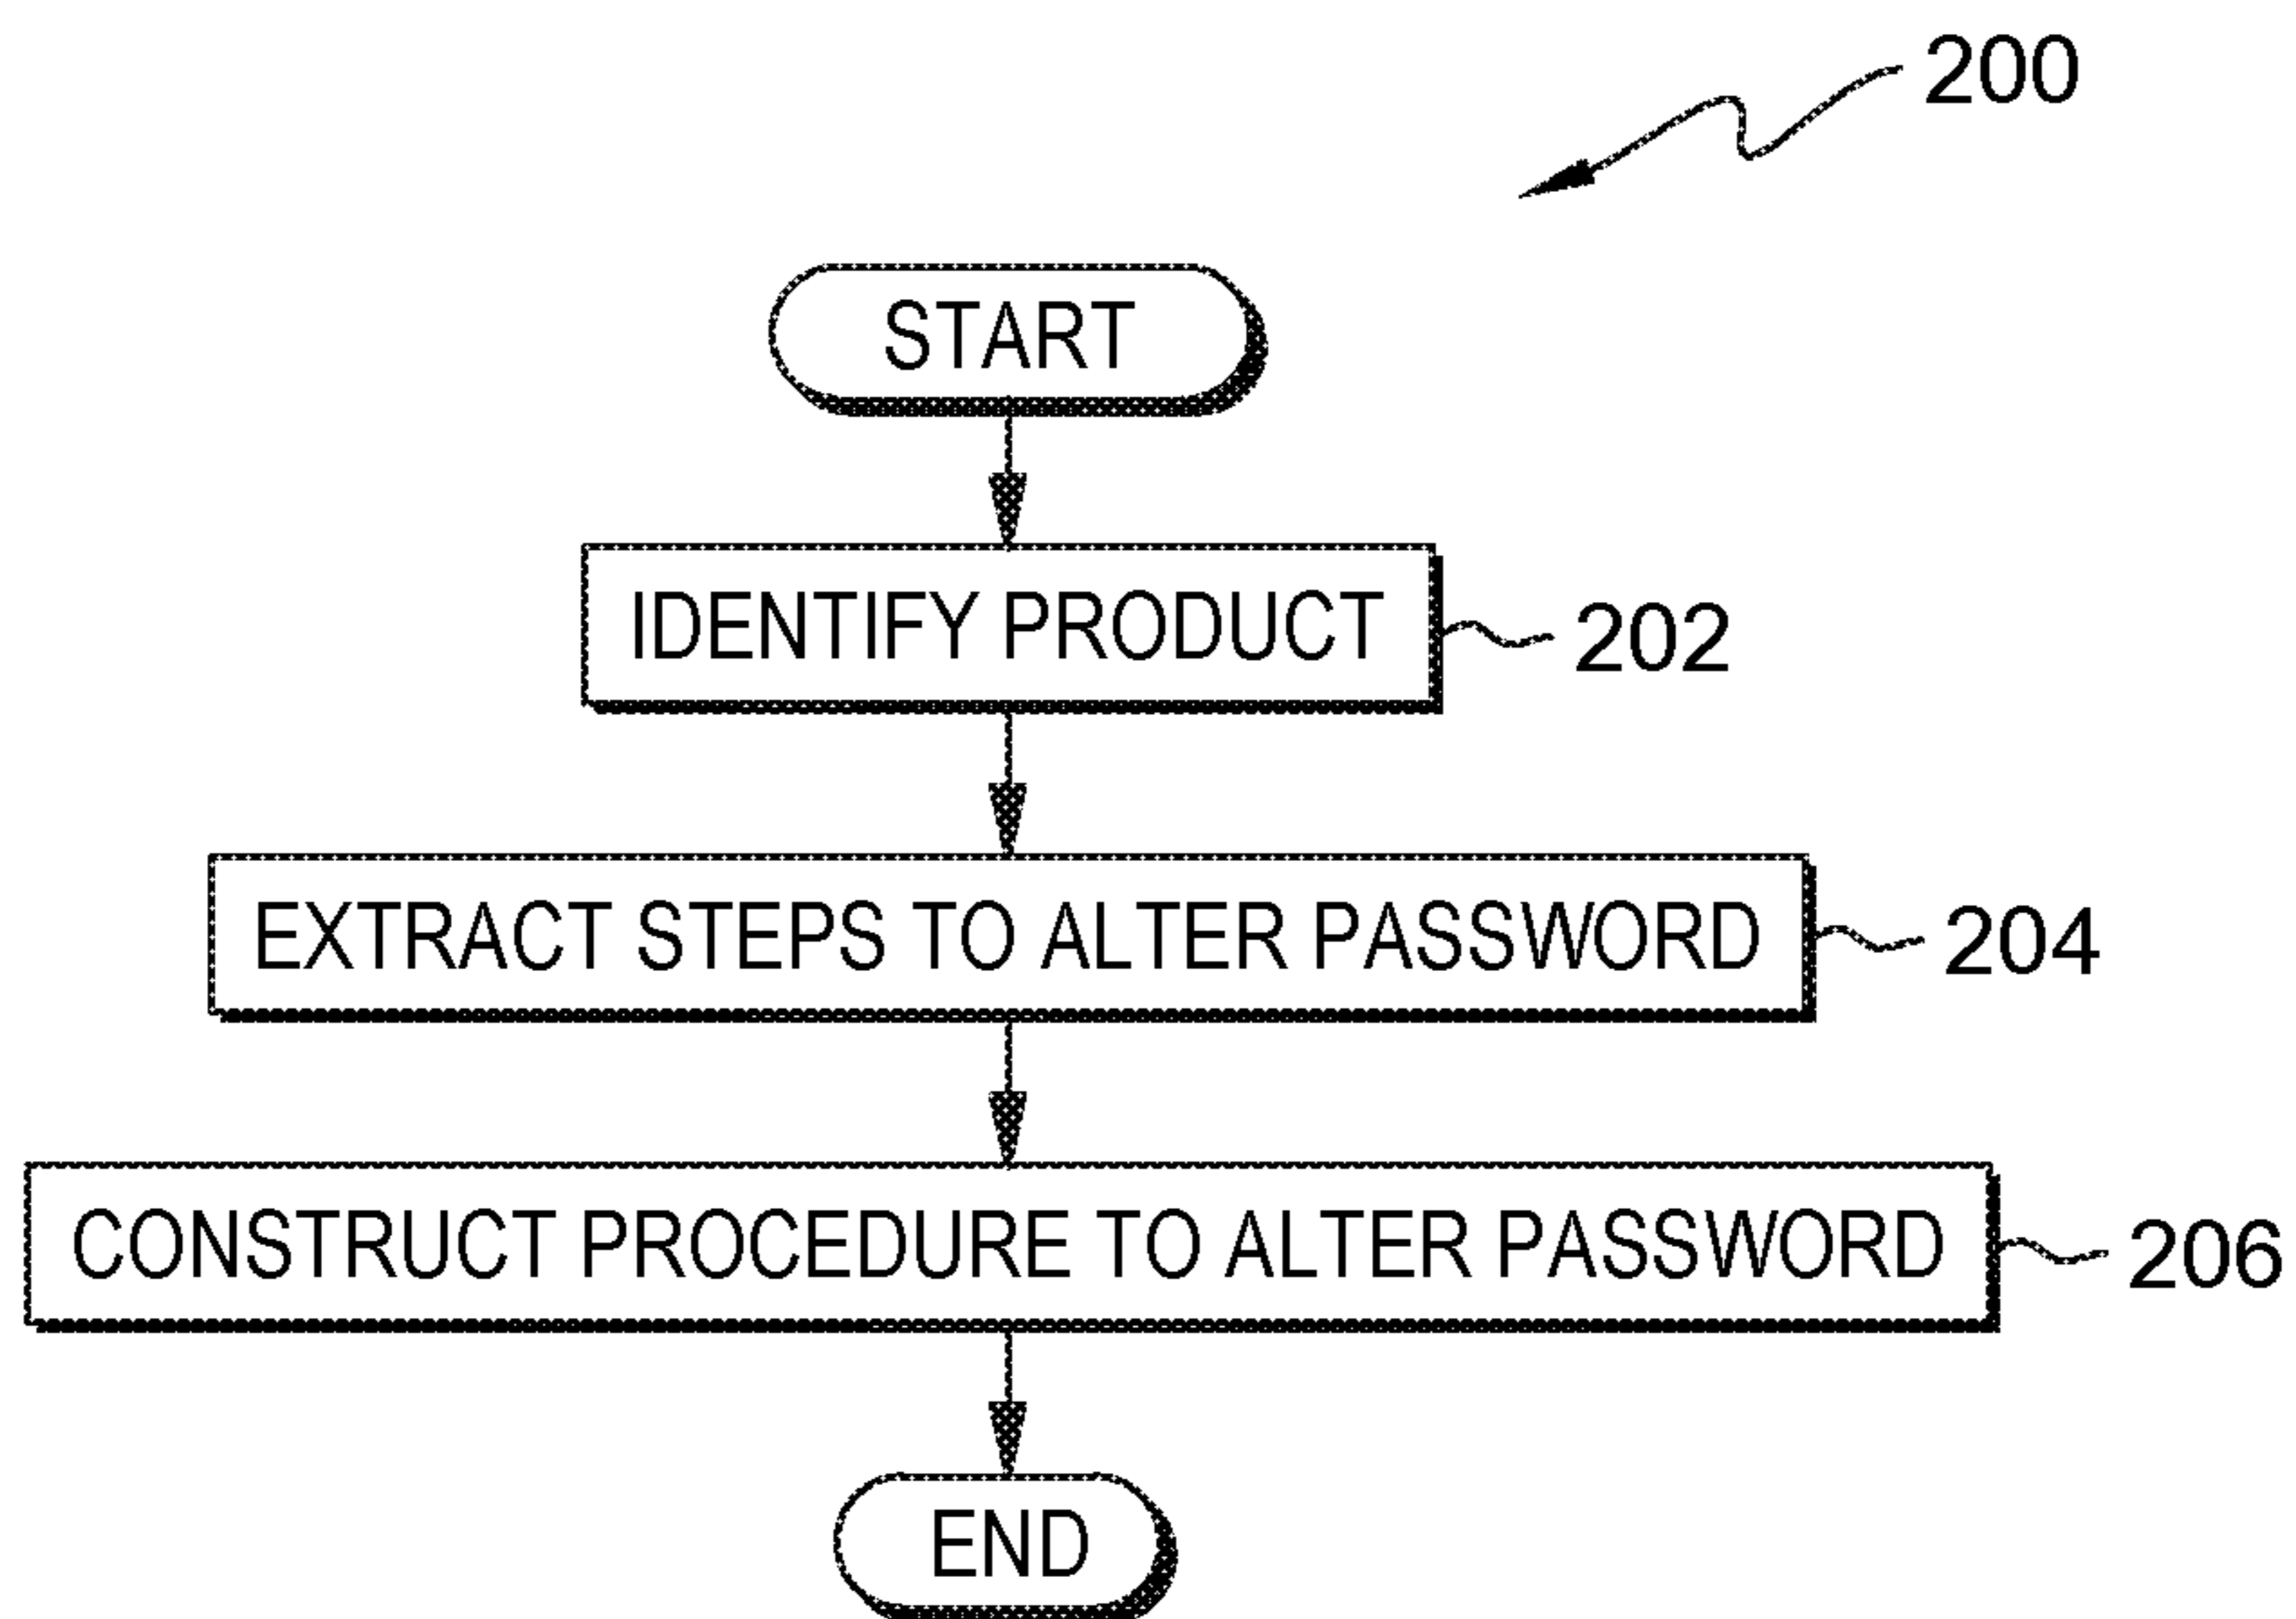 200
START
IDENTIFY PRODUCT
202
EXTRACT STEPS TO ALTER PASSWORD
204
CONSTRUCT PROCEDURE TO ALTER PASSWORD
206
END